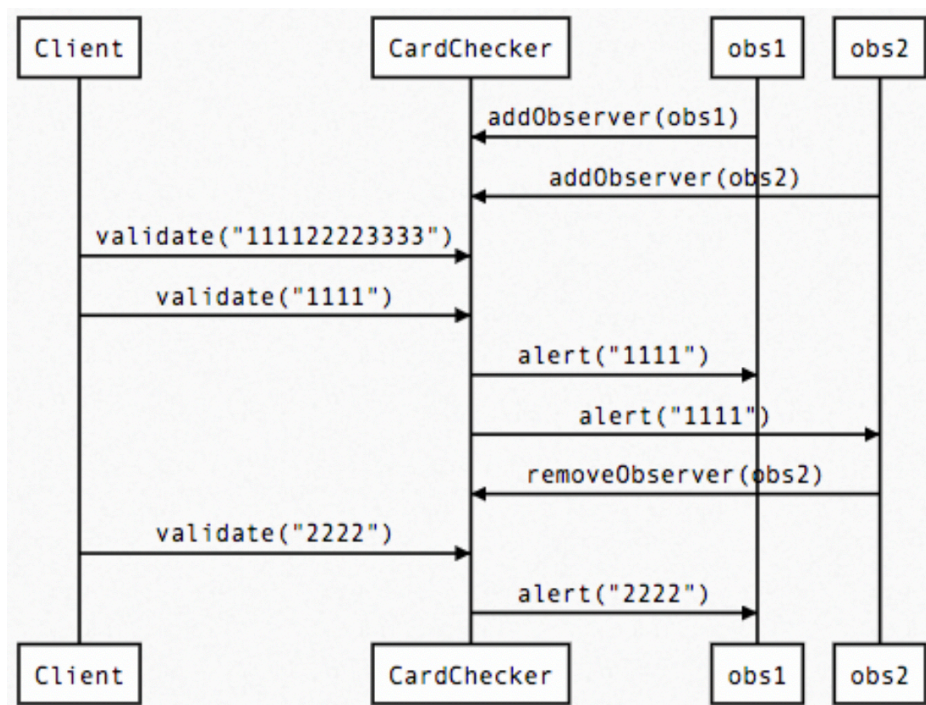 Client CardChecker obs1 obs2
addObserver(obs1)
addObserver(obs2)
validate("111122223333")
validate("1111")
alert("1111")
alert("1111")
removeObserver(obs2)
validate("2222")
alert("2222")
Client CardChecker obs1 obs2